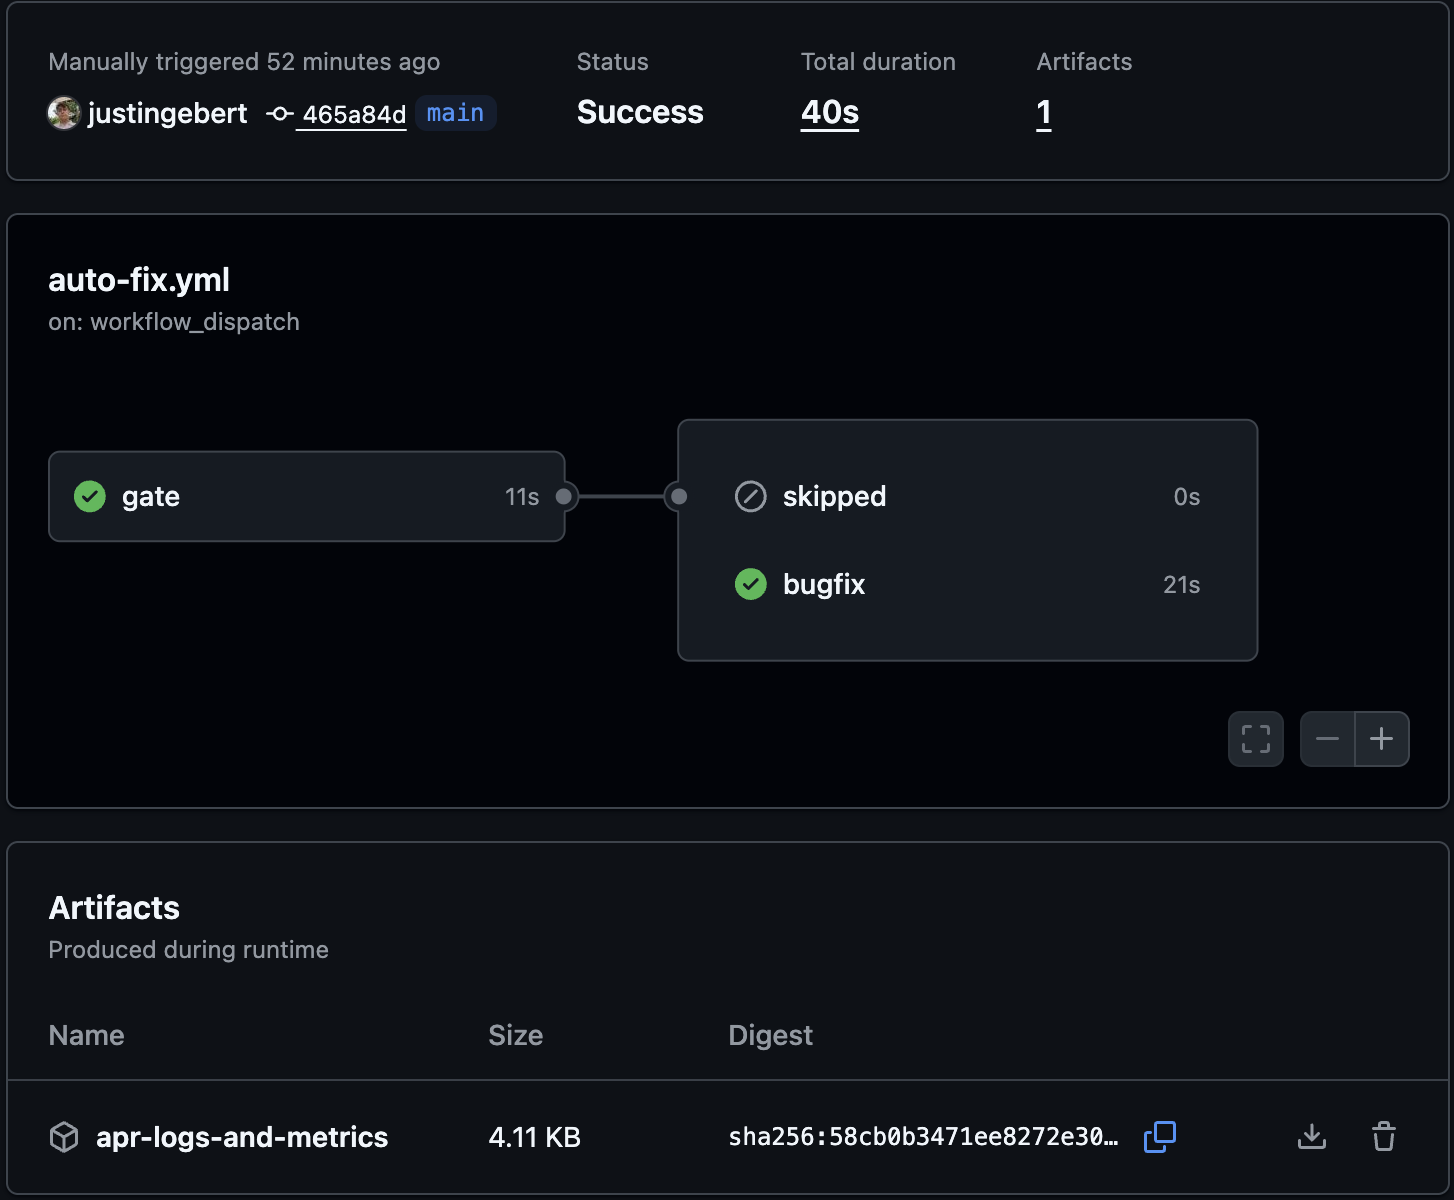 Manually triggered 52 minutes ago
Status
Total duration
Artifacts
justingebert 465a84d main
Success
40s
1
auto-fix.yml
on: workflow_dispatch
gate 11s
skipped 0s
bugfix 21s
Artifacts
Produced during runtime
Name Size Digest
apr-logs-and-metrics 4.11 KB sha256:58cb0b3471ee8272e30…